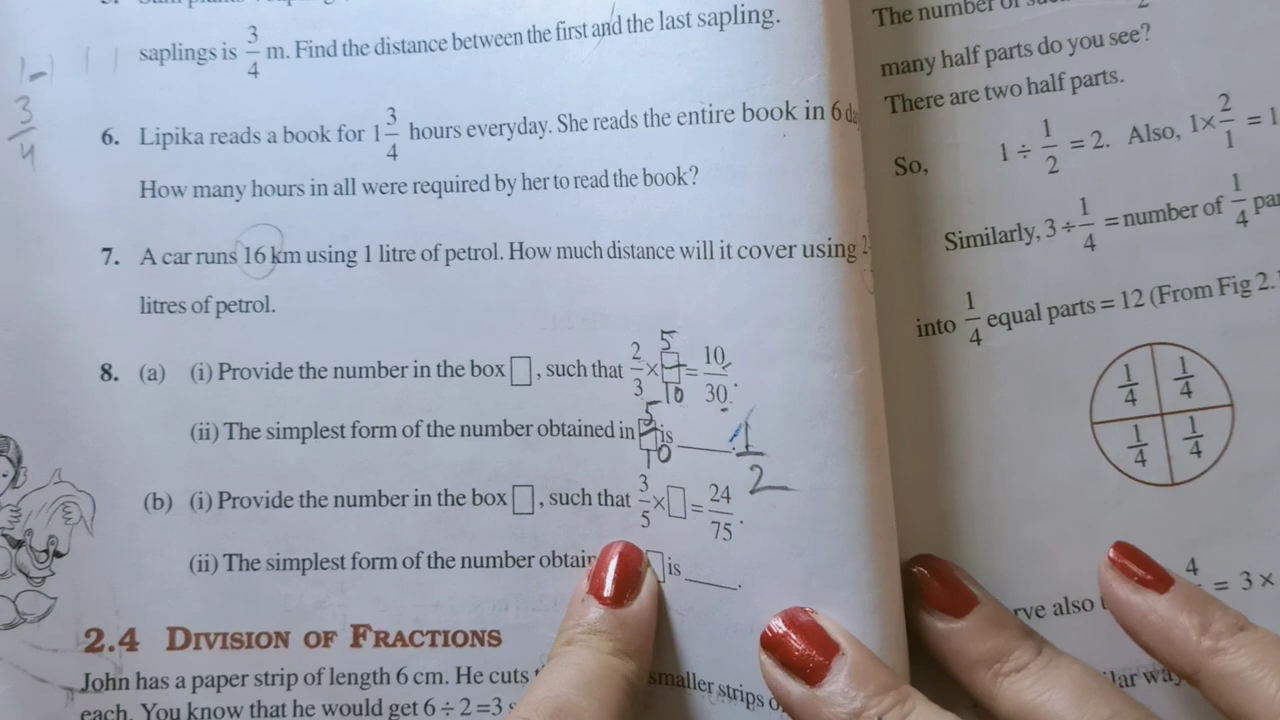 saplings is 3/4 m. Find the distance between the first and the last sapling.
1-
3/4
6. Lipika reads a book for 1 3/4 hours everyday. She reads the entire book in 6
How many hours in all were required by her to read the book?
7. A car runs 16 km using 1 litre of petrol. How much distance will it cover using
litres of petrol.
8. (a) (i) Provide the number in the box □, such that 2/3 × □ = 10/30.
5/10
(ii) The simplest form of the number obtained in □ is ____.
5/10
1/2
(b) (i) Provide the number in the box □, such that 3/5 × □ = 24/75.
(ii) The simplest form of the number □ is ____.
2.4 DIVISION OF FRACTIONS
John has a paper strip of length 6 cm. He cuts smaller strips
each. You know that he would get 6 ÷ 2 = 3
The number of
many half parts do you see?
There are two half parts.
So, 1 ÷ 1/2 = 2. Also, 1 × 2/1 = 1
Similarly, 3 ÷ 1/4 = number of 1/4
into 1/4 equal parts = 12 (From Fig 2.
1/4 1/4
1/4 1/4
4 = 3 ×
also